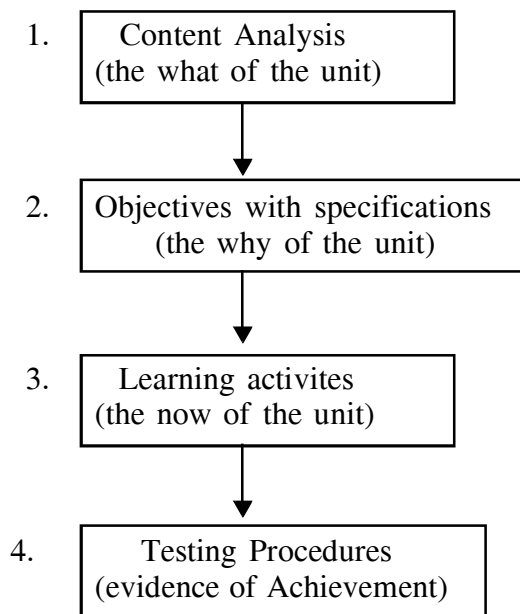 1. Content Analysis
(the what of the unit)
2. Objectives with specifications
(the why of the unit)
3. Learning activites
(the now of the unit)
4. Testing Procedures
(evidence of Achievement)